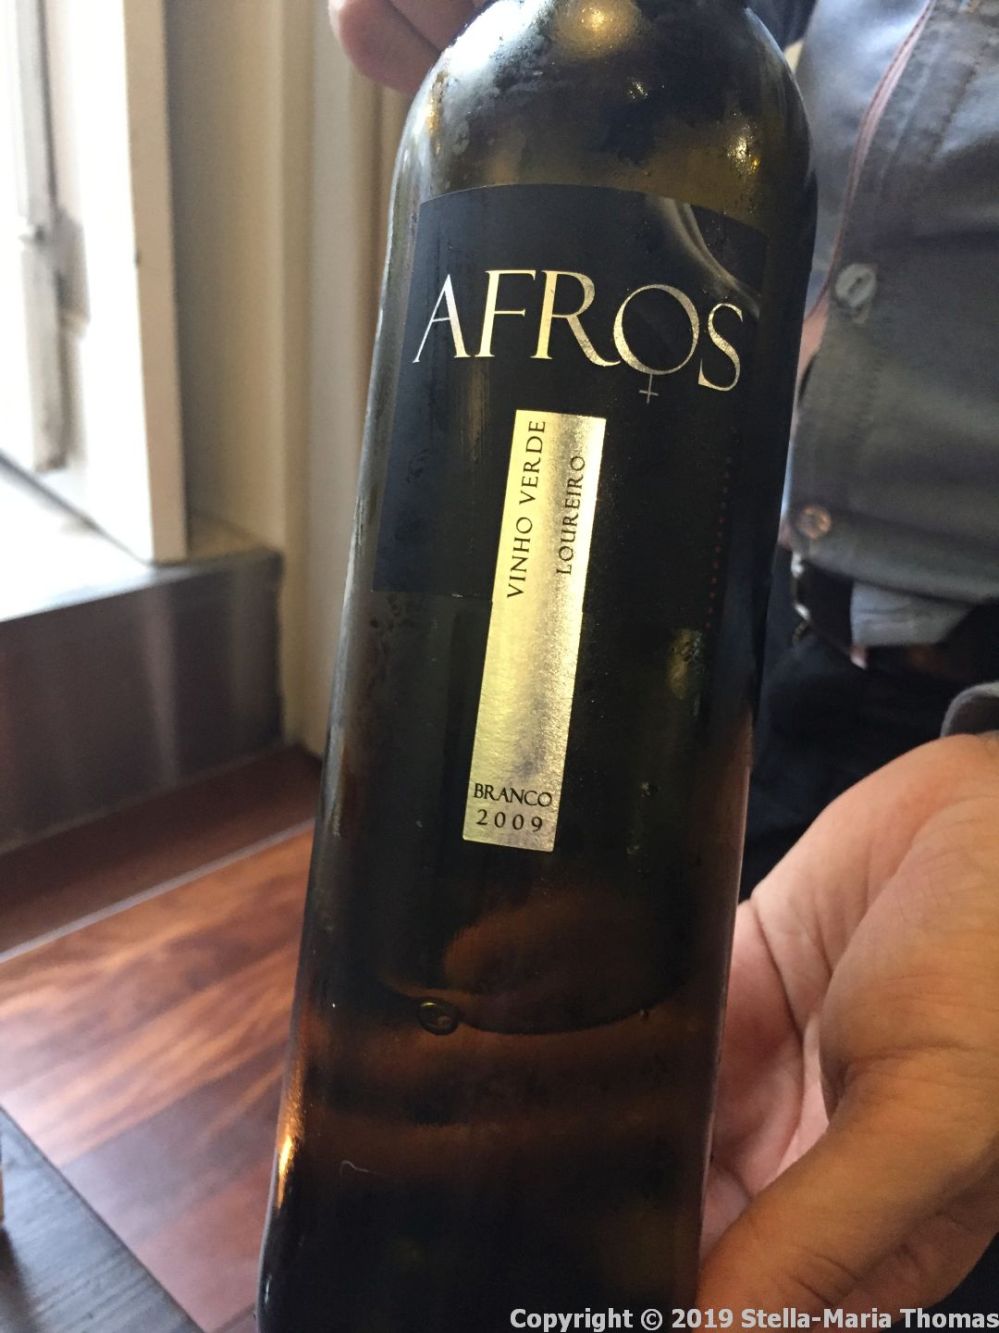 AFROS
VINHO VERDE
LOUREIRO
BRANCO
2009
Copyright © 2019 Stella-Maria Thomas